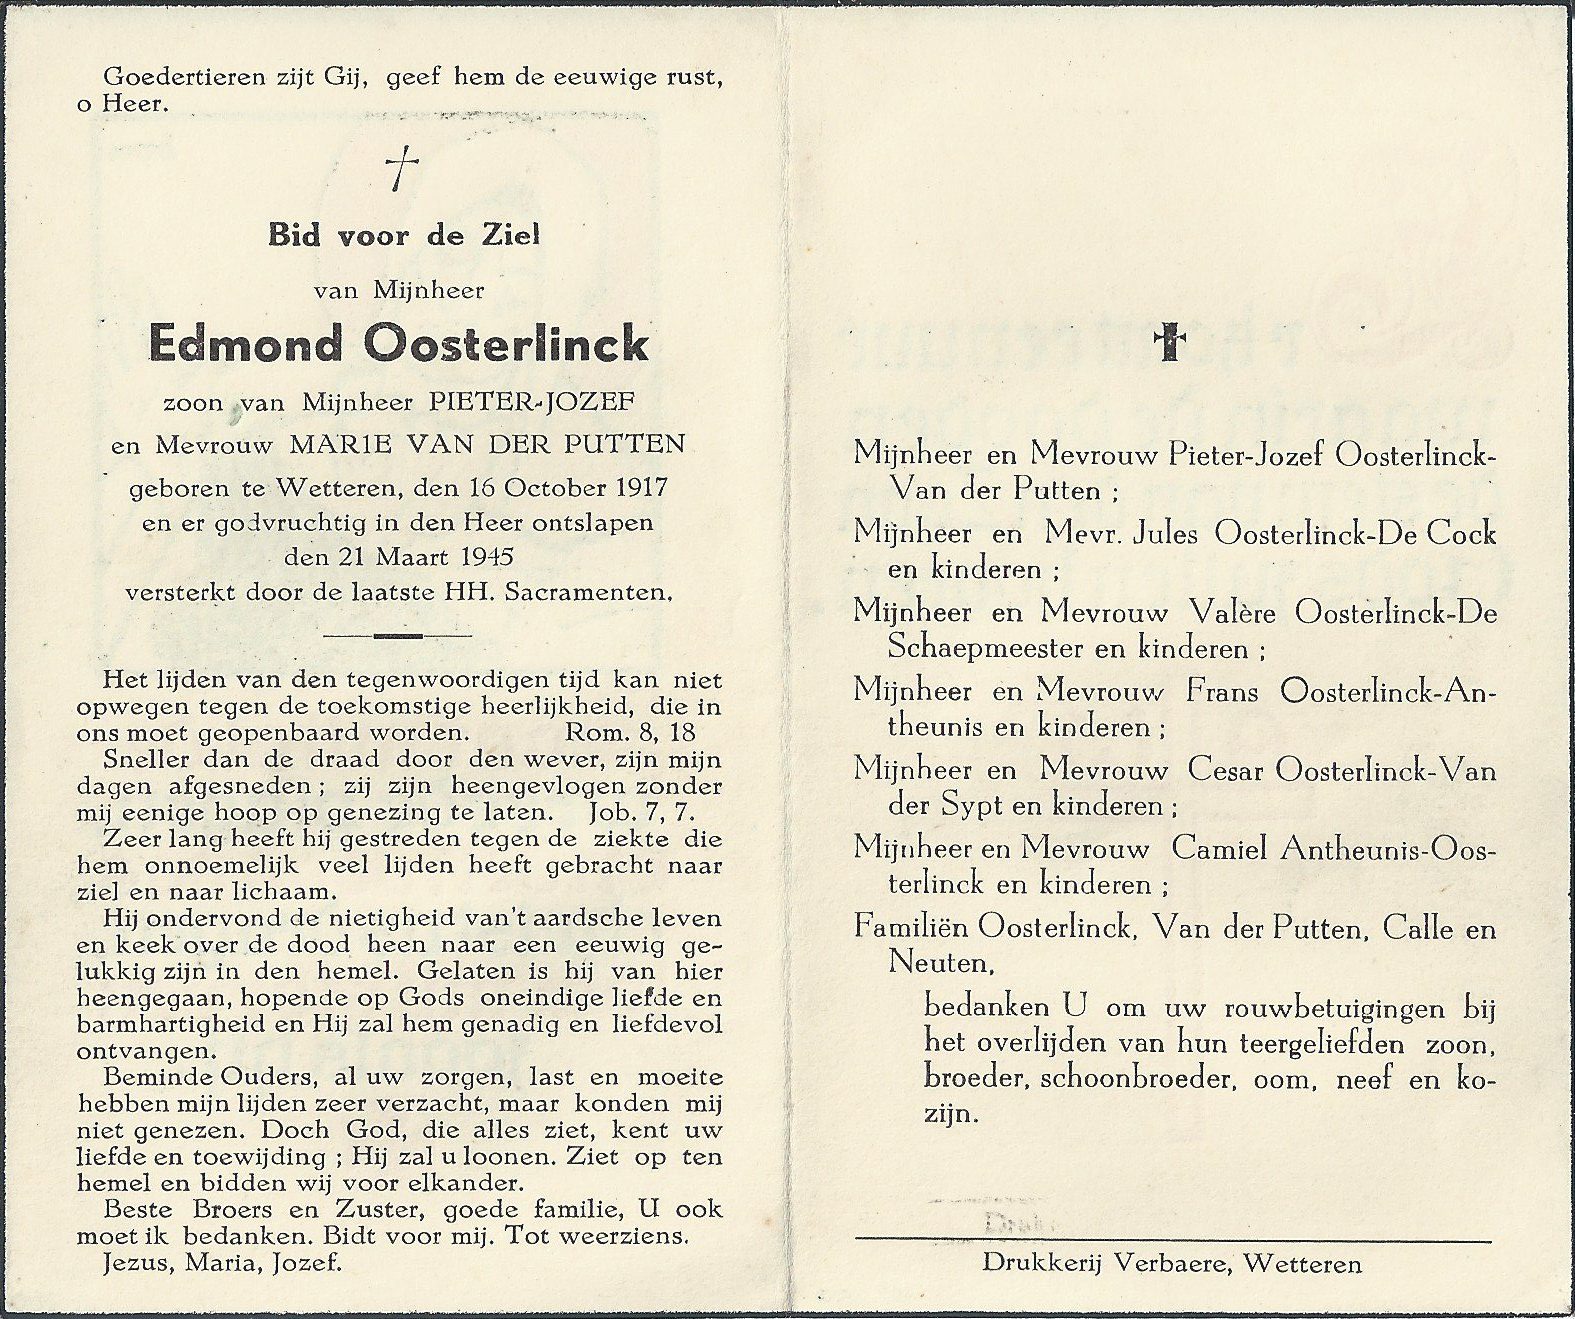 Goedertieren zijt Gij, geef hem de eeuwige rust,
o Heer.
Bid voor de Ziel
van Mijnheer
Edmond Oosterlinck
zoon van Mijnheer PIETER-JOZEF
en Mevrouw MARIE VAN DER PUTTEN
geboren te Wetteren, den 16 October 1917
en er godvruchtig in den Heer ontslapen
den 21 Maart 1945
versterkt door de laatste HH. Sacramenten.
Het lijden van den tegenwoordigen tijd kan niet
opwegen tegen de toekomstige heerlijkheid, die in
ons moet geopenbaard worden. Rom. 8, 18
Sneller dan de draad door den wever, zijn mijn
dagen afgesneden ; zij zijn heengevlogen zonder
mij eenige hoop op genezing te laten. Job. 7, 7.
Zeer lang heeft hij gestreden tegen de ziekte die
hem onnoemelijk veel lijden heeft gebracht naar
ziel en naar lichaam.
Hij ondervond de nietigheid van't aardsche leven
en keek over de dood heen naar een eeuwig ge-
lukkig zijn in den hemel. Gelaten is hij van hier
heengegaan, hopende op Gods oneindige liefde en
barmhartigheid en Hij zal hem genadig en liefdevol
ontvangen.
Beminde Ouders, al uw zorgen, last en moeite
hebben mijn lijden zeer verzacht, maar konden mij
niet genezen. Doch God, die alles ziet, kent uw
liefde en toewijding ; Hij zal u loonen. Ziet op ten
hemel en bidden wij voor elkander.
Beste Broers en Zuster, goede familie, U ook
moet ik bedanken. Bidt voor mij. Tot weerziens.
Jezus, Maria, Jozef.
Mijnheer en Mevrouw Pieter-Jozef Oosterlinck-
Van der Putten ;
Mijnheer en Mevr. Jules Oosterlinck-De Cock
en kinderen ;
Mijnheer en Mevrouw Valère Oosterlinck-De
Schaepmeester en kinderen ;
Mijnheer en Mevrouw Frans Oosterlinck-An-
theunis en kinderen ;
Mijnheer en Mevrouw Cesar Oosterlinck-Van
der Sypt en kinderen ;
Mijnheer en Mevrouw Camiel Antheunis-Oos-
terlinck en kinderen ;
Familiën Oosterlinck, Van der Putten, Calle en
Neuten,
bedanken U om uw rouwbetuigingen bij
het overlijden van hun teergeliefden zoon,
broeder, schoonbroeder, oom, neef en ko-
zijn.
Drukkerij Verbaere, Wetteren